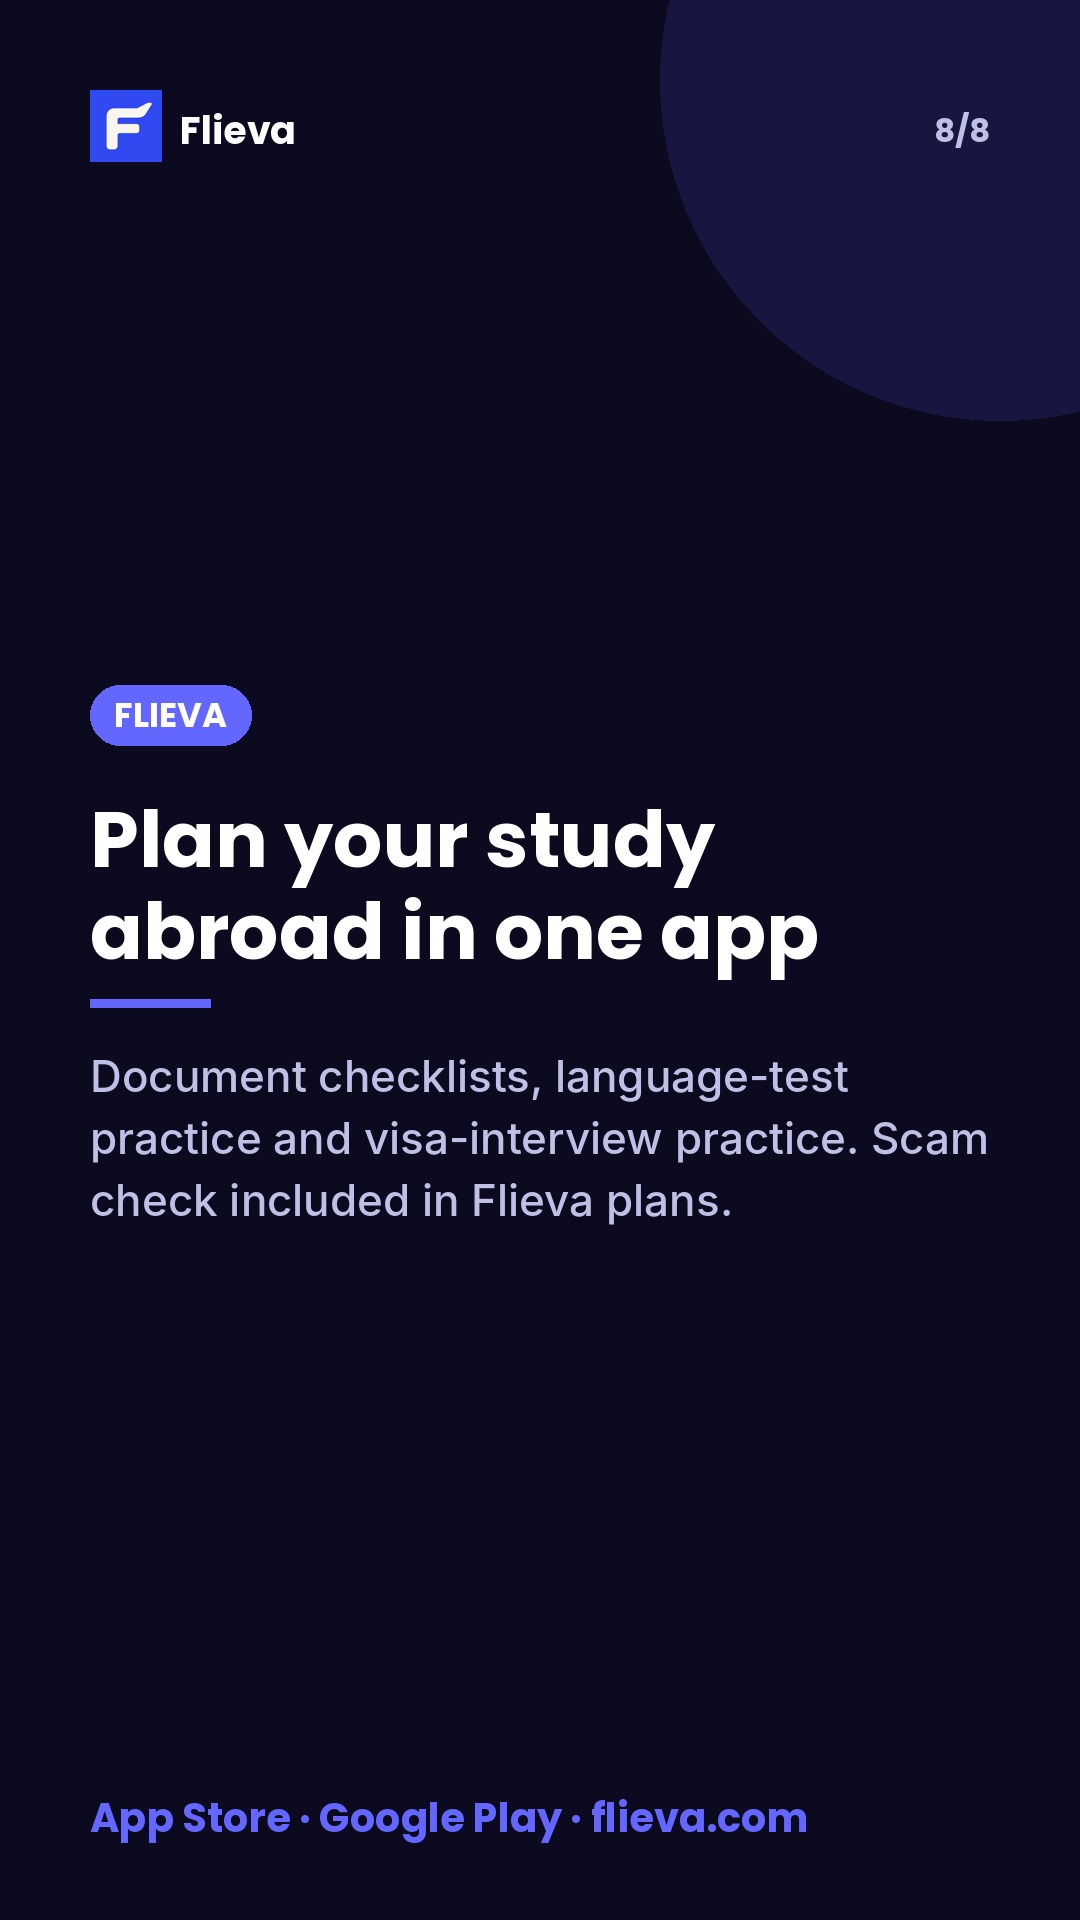 Flieva
8/8
FLIEVA
Plan your study
abroad in one app
Document checklists, language-test
practice and visa-interview practice. Scam
check included in Flieva plans.
App Store · Google Play · flieva.com